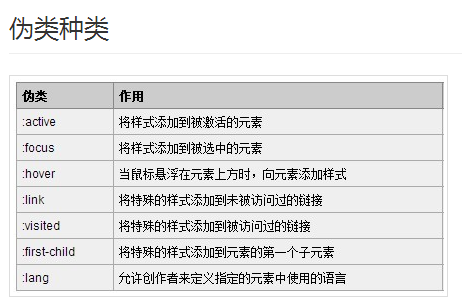 伪类种类
伪类 作用
:active 将样式添加到被激活的元素
:focus 将样式添加到被选中的元素
:hover 当鼠标悬浮在元素上方时，向元素添加样式
:link 将特殊的样式添加到未被访问过的链接
:visited 将特殊的样式添加到被访问过的链接
:first-child 将特殊的样式添加到元素的第一个子元素
:lang 允许创作者来定义指定的元素中使用的语言